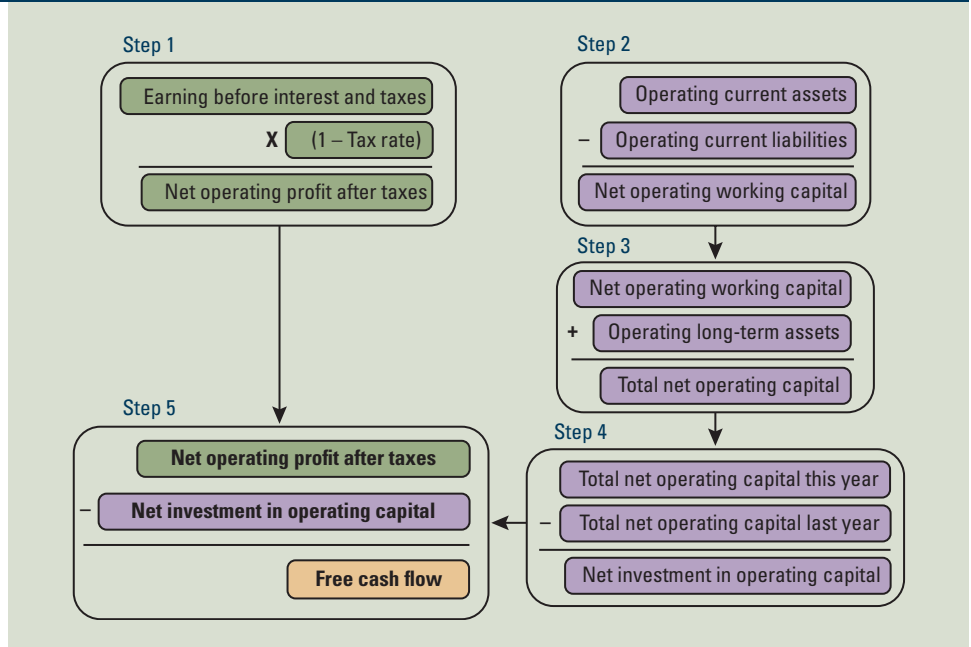 Step 1
Earning before interest and taxes
X (1 – Tax rate)
Net operating profit after taxes
Step 2
Operating current assets
– Operating current liabilities
Net operating working capital
Step 3
Net operating working capital
+ Operating long-term assets
Total net operating capital
Step 4
Total net operating capital this year
– Total net operating capital last year
Net investment in operating capital
Step 5
Net operating profit after taxes
– Net investment in operating capital
Free cash flow